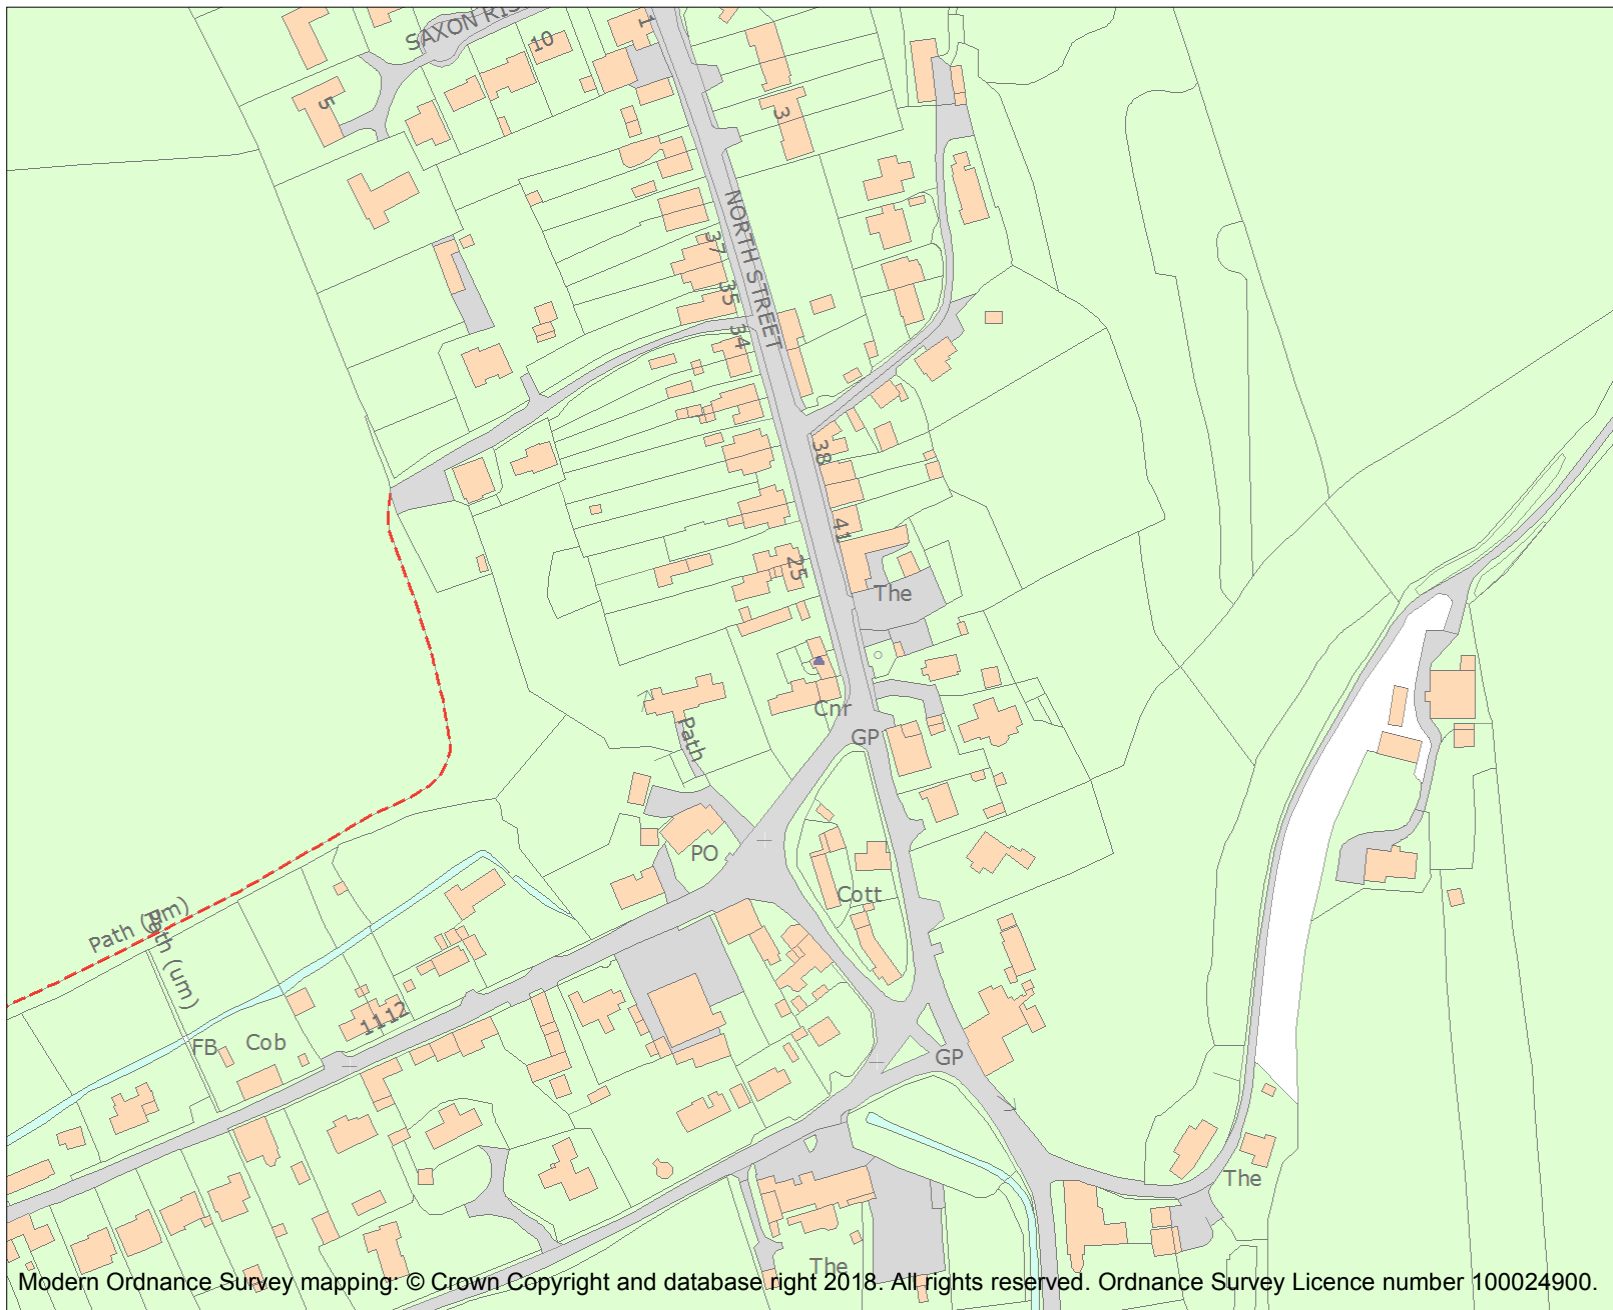 SAXON RIS
10
1
5
3
NORTH STREET
37
35
34
38
41
25
The
Cnr
GP
Path
PO
Cott
Path (um)
Path (um)
1112
FB
Cob
GP
The
The
Modern Ordnance Survey mapping: © Crown Copyright and database right 2018. All rights reserved. Ordnance Survey Licence number 100024900.